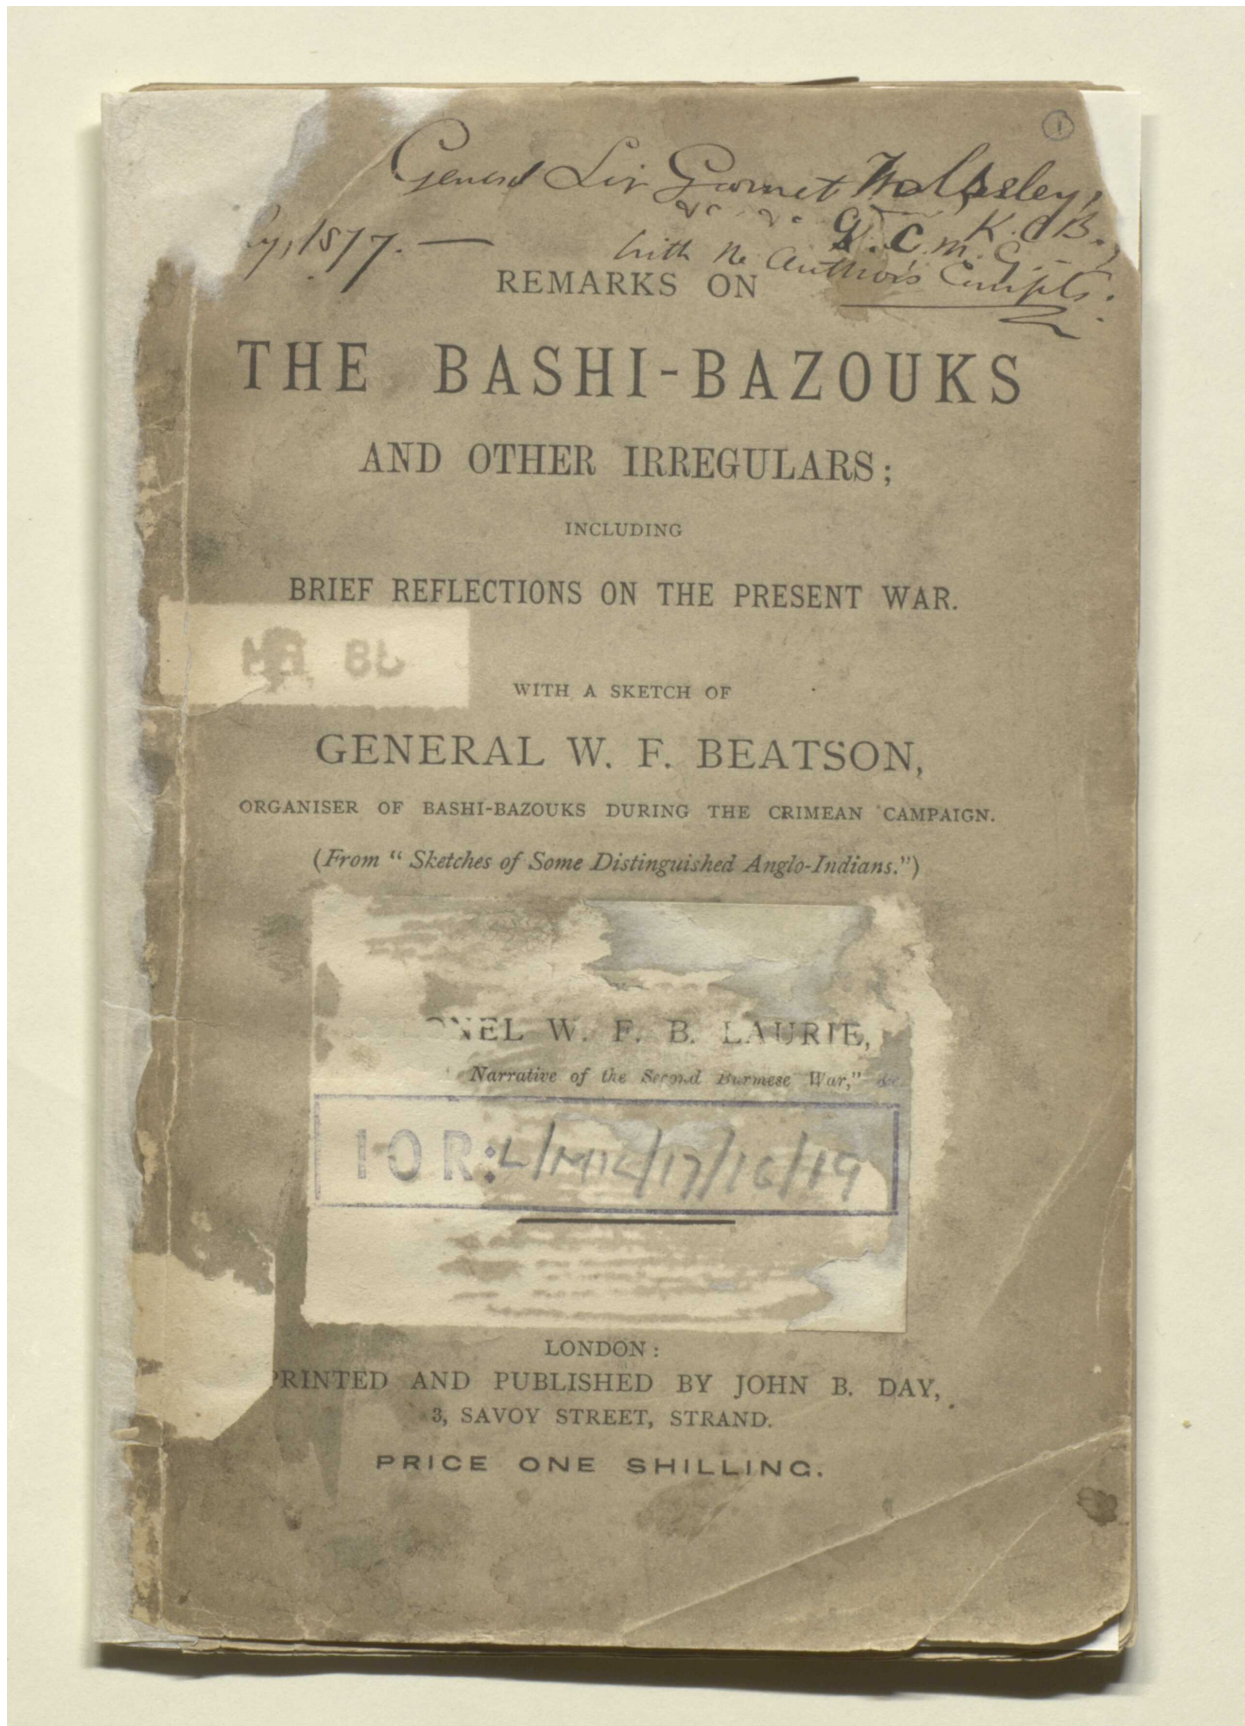 1
General Sir Garnet Wolseley,
&c., &c. G.C.M.G., K.C.B.,
y, 1877. —
With the Author's Compts.
REMARKS ON
THE BASHI-BAZOUKS
AND OTHER IRREGULARS;
INCLUDING
BRIEF REFLECTIONS ON THE PRESENT WAR.
WITH A SKETCH OF
GENERAL W. F. BEATSON,
ORGANISER OF BASHI-BAZOUKS DURING THE CRIMEAN CAMPAIGN.
(From "Sketches of Some Distinguished Anglo-Indians.")
ONEL W. F. B. LAURIE,
Narrative of the Second Burmese War," &c.
IOR: L/MIL/17/16/19
LONDON:
PRINTED AND PUBLISHED BY JOHN B. DAY,
3, SAVOY STREET, STRAND.
PRICE ONE SHILLING.